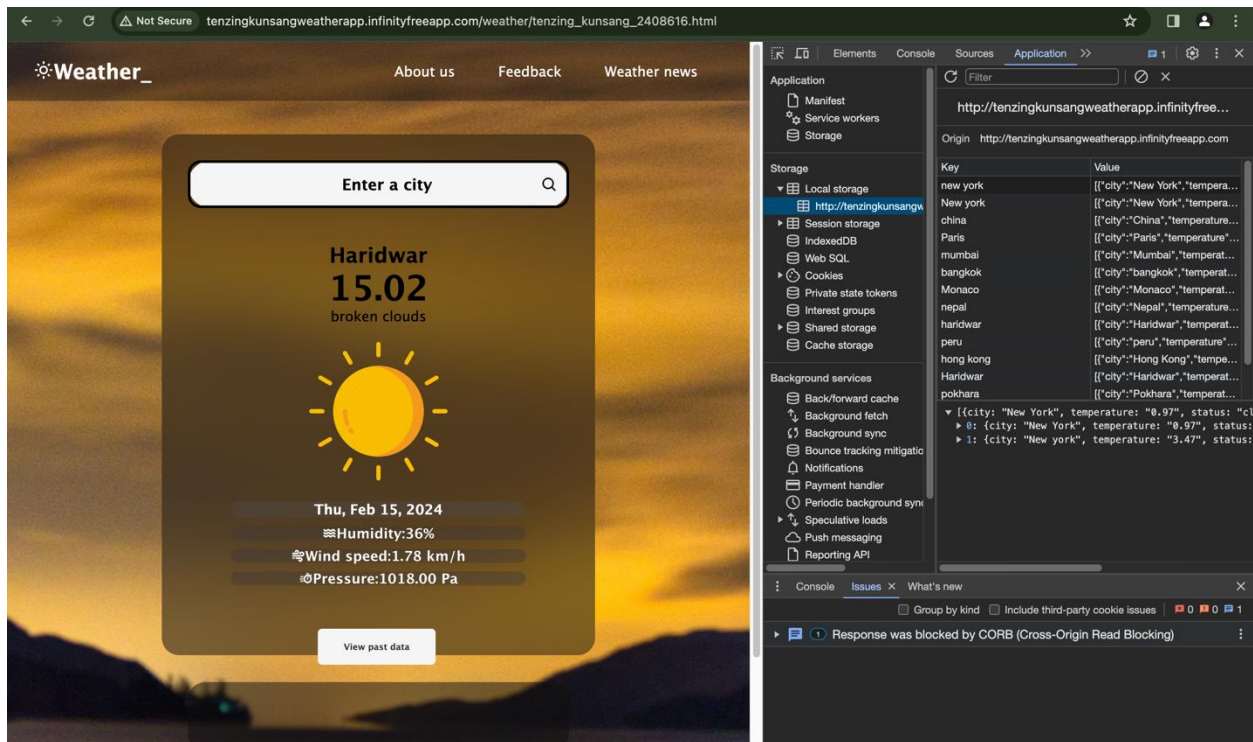 Not Secure tenzingkunsangweatherapp.infinityfreeapp.com/weather/tenzing_kunsang_2408616.html
Weather_ About us Feedback Weather news
Enter a city
Haridwar
15.02
broken clouds
Thu, Feb 15, 2024
Humidity:36%
Wind speed:1.78 km/h
Pressure:1018.00 Pa
View past data
Elements Console Sources Application 1
Application
Manifest
Service workers
Storage
Storage
Local storage
http://tenzingkunsangw
Session storage
IndexedDB
Web SQL
Cookies
Private state tokens
Interest groups
Shared storage
Cache storage
Background services
Back/forward cache
Background fetch
Background sync
Bounce tracking mitigatic
Notifications
Payment handler
Periodic background sync
Speculative loads
Push messaging
Reporting API
Filter
http://tenzingkunsangweatherapp.infinityfree...
Origin http://tenzingkunsangweatherapp.infinityfreeapp.com
Key Value
new york [{"city":"New York","tempera...
New york [{"city":"New York","tempera...
china [{"city":"China","temperature...
Paris [{"city":"Paris","temperature"...
mumbai [{"city":"Mumbai","temperat...
bangkok [{"city":"bangkok","temperat...
Monaco [{"city":"Monaco","temperat...
nepal [{"city":"Nepal","temperature...
haridwar [{"city":"Haridwar","temperat...
peru [{"city":"peru","temperature"...
hong kong [{"city":"Hong Kong","tempe...
Haridwar [{"city":"Haridwar","temperat...
pokhara [{"city":"Pokhara","temperat...
[{city: "New York", temperature: "0.97", status: "cl
0: {city: "New York", temperature: "0.97", status:
1: {city: "New york", temperature: "3.47", status:
Console Issues What's new
Group by kind Include third-party cookie issues 0 0 1
1 Response was blocked by CORB (Cross-Origin Read Blocking)